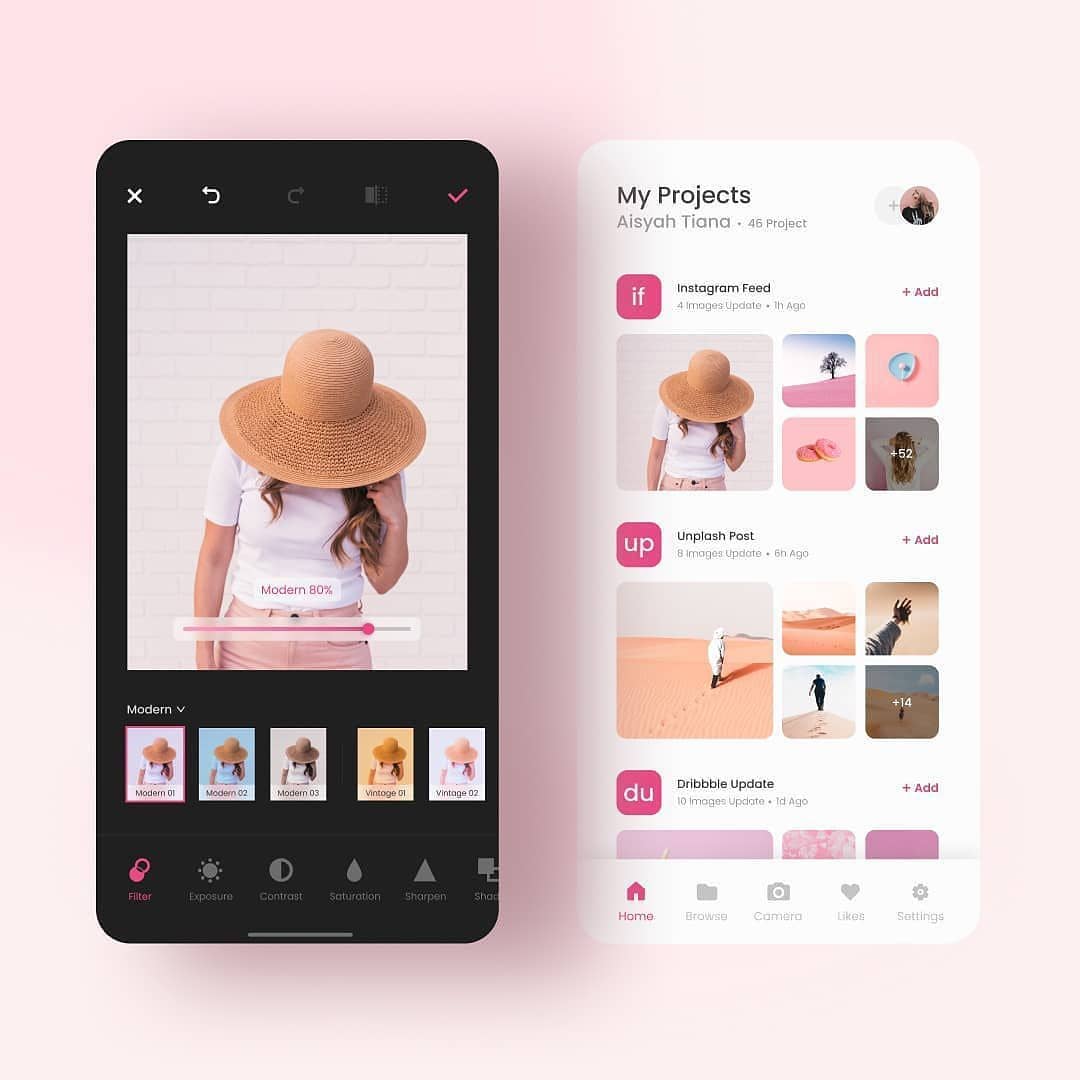 Modern 80%
Modern
Modern 01
Modern 02
Modern 03
Vintage 01
Vintage 02
Filter
Exposure
Contrast
Saturation
Sharpen
Shad
My Projects
Aisyah Tiana • 46 Project
if
Instagram Feed
4 Images Update • 1h Ago
+ Add
+52
up
Unplash Post
8 Images Update • 6h Ago
+ Add
+14
du
Dribbble Update
10 Images Update • 1d Ago
+ Add
Home
Browse
Camera
Likes
Settings